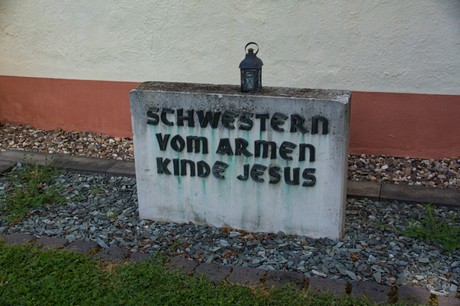 SCHWESTERN
VOM ARMEN
KINDE JESUS